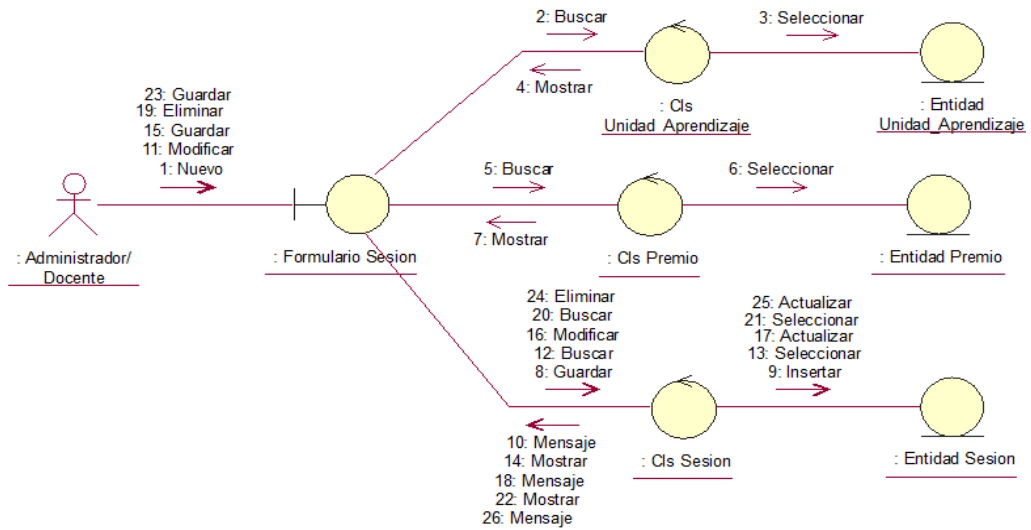 2: Buscar
3: Seleccionar
4: Mostrar
: Cls
Unidad_Aprendizaje
: Entidad
Unidad_Aprendizaje
23: Guardar
19: Eliminar
15: Guardar
11: Modificar
1: Nuevo
5: Buscar
6: Seleccionar
7: Mostrar
: Administrador/
Docente
: Formulario Sesion
: Cls Premio
: Entidad Premio
24: Eliminar
20: Buscar
16: Modificar
12: Buscar
8: Guardar
25: Actualizar
21: Seleccionar
17: Actualizar
13: Seleccionar
9: Insertar
10: Mensaje
14: Mostrar
18: Mensaje
22: Mostrar
26: Mensaje
: Cls Sesion
: Entidad Sesion